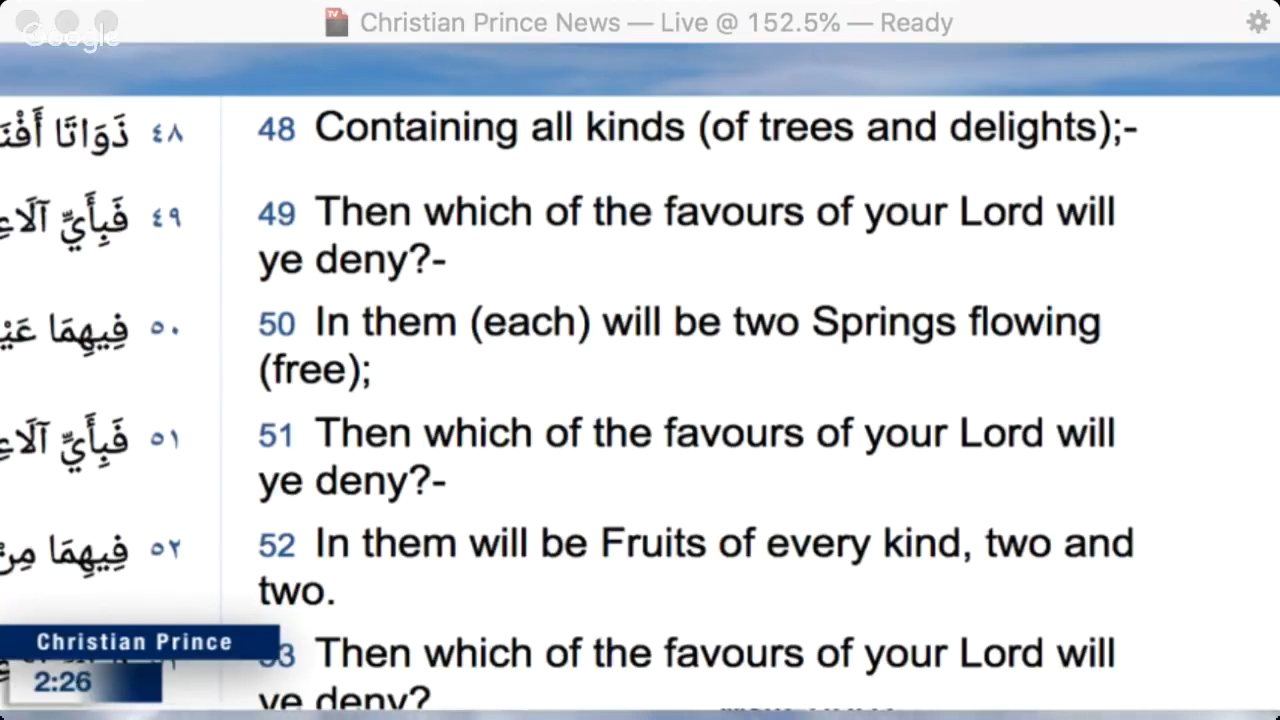 Google
TV
Christian Prince News — Live @ 152.5% — Ready
٤٨ ذَوَاتَا
48 Containing all kinds (of trees and delights);-
٤٩ فَبِأَيِّ
49 Then which of the favours of your Lord will
ye deny?-
٥٠ فِيهِمَا
50 In them (each) will be two Springs flowing
(free);
٥١ فَبِأَيِّ
51 Then which of the favours of your Lord will
ye deny?-
٥٢ فِيهِمَا
52 In them will be Fruits of every kind, two and
two.
Then which of the favours of your Lord will
ye deny?
Christian Prince
2:26